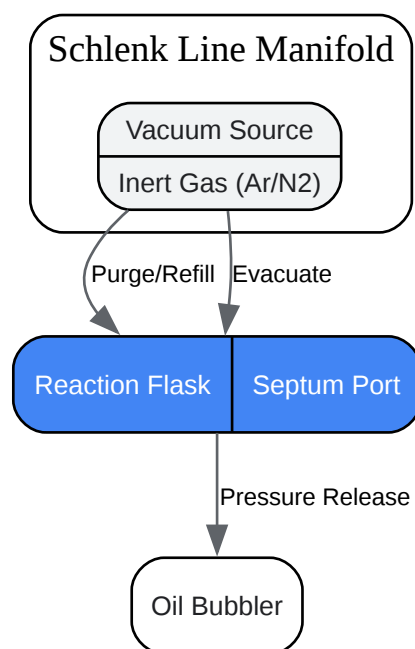 Schlenk Line Manifold
Vacuum Source
Inert Gas (Ar/N2)
Purge/Refill
Evacuate
Reaction Flask
Septum Port
Pressure Release
Oil Bubbler